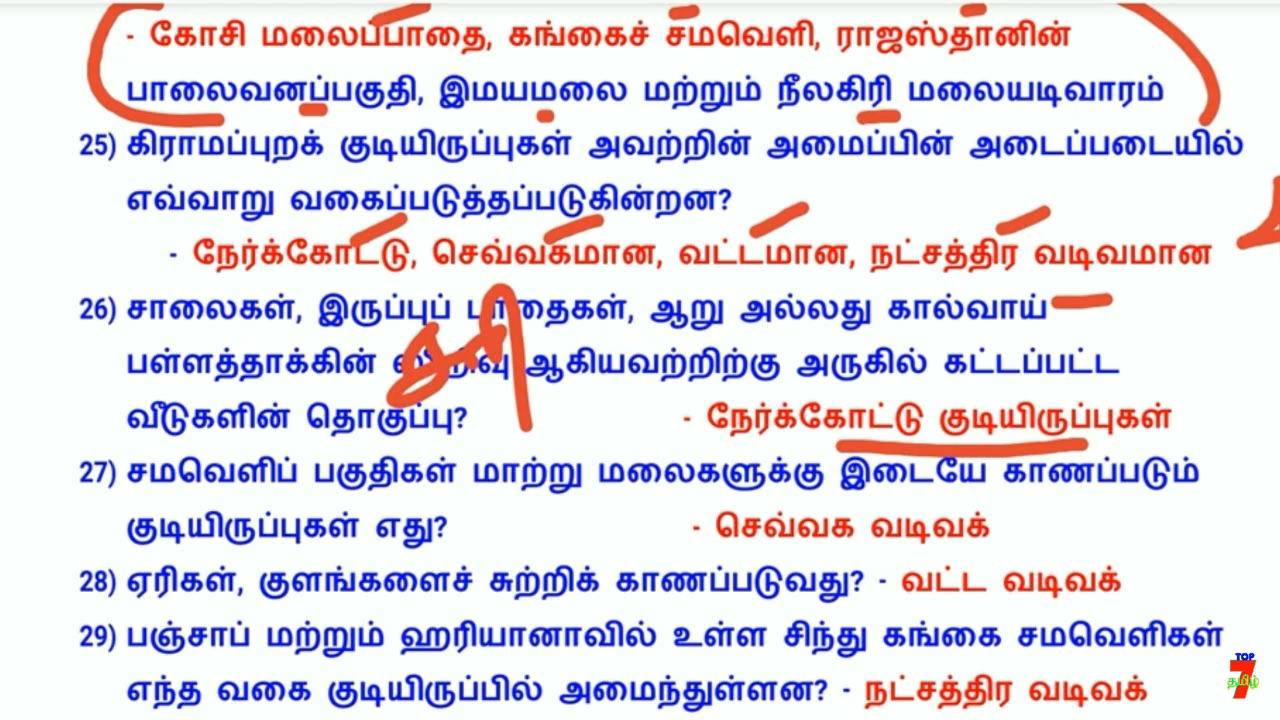 - கோசி மலைப்பாதை, கங்கைச் சமவெளி, ராஜஸ்தானின்
பாலைவனப்பகுதி, இமயமலை மற்றும் நீலகிரி மலையடிவாரம்
25) கிராமப்புறக் குடியிருப்புகள் அவற்றின் அமைப்பின் அடைப்படையில்
எவ்வாறு வகைப்படுத்தப்படுகின்றன?
- நேர்க்கோட்டு, செவ்வகமான, வட்டமான, நட்சத்திர வடிவமான
26) சாலைகள், இருப்புப் பாதைகள், ஆறு அல்லது கால்வாய்
பள்ளத்தாக்கின் ஆகியவற்றிற்கு அருகில் கட்டப்பட்ட
வீடுகளின் தொகுப்பு? - நேர்க்கோட்டு குடியிருப்புகள்
27) சமவெளிப் பகுதிகள் மாற்று மலைகளுக்கு இடையே காணப்படும்
குடியிருப்புகள் எது? - செவ்வக வடிவக்
28) ஏரிகள், குளங்களைச் சுற்றிக் காணப்படுவது? - வட்ட வடிவக்
29) பஞ்சாப் மற்றும் ஹரியானாவில் உள்ள சிந்து கங்கை சமவெளிகள்
எந்த வகை குடியிருப்பில் அமைந்துள்ளன? - நட்சத்திர வடிவக்
TOP
7
தமிழ்